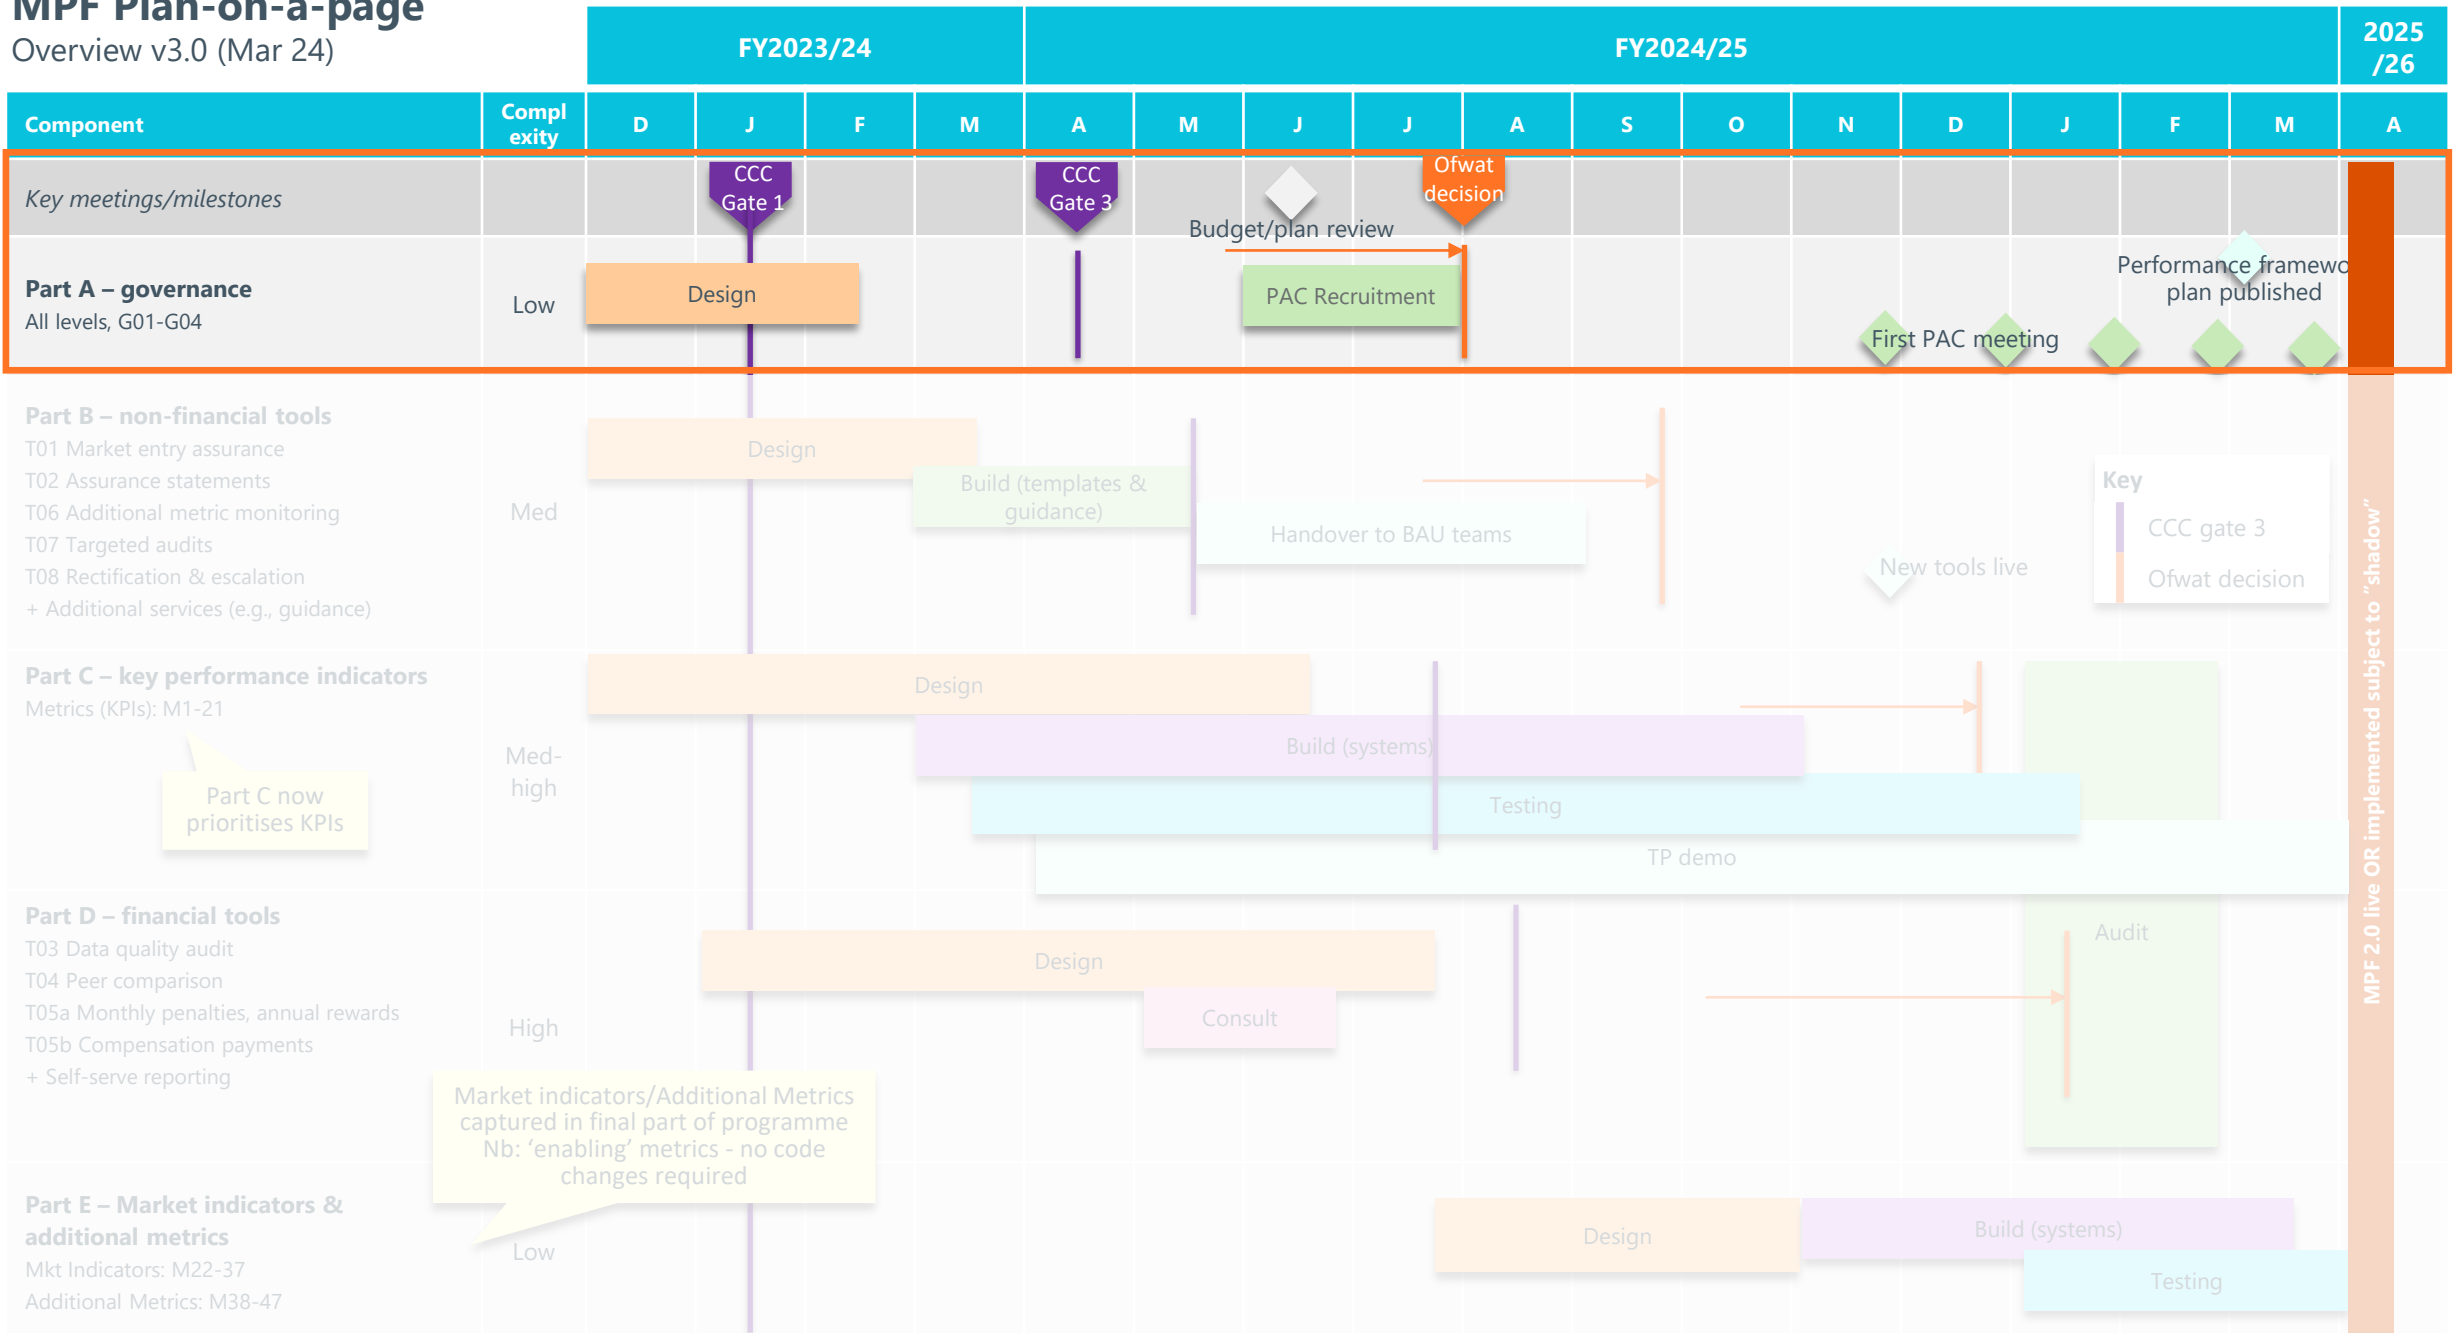 MPF Plan-on-a-page
Overview v3.0 (Mar 24)
FY2023/24
FY2024/25
2025
/26
Component
Compl
exity
D
J
F
M
A
M
J
J
A
S
O
N
D
J
F
M
A
Key meetings/milestones
CCC
Gate 1
CCC
Gate 3
Ofwat
decision
Budget/plan review
Part A – governance
All levels, G01-G04
Low
Design
PAC Recruitment
Performance framewo
plan published
First PAC meeting
Part B – non-financial tools
T01 Market entry assurance
T02 Assurance statements
T06 Additional metric monitoring
T07 Targeted audits
T08 Rectification & escalation
+ Additional services (e.g., guidance)
Med
Design
Build (templates &
guidance)
Handover to BAU teams
New tools live
Key
CCC gate 3
Ofwat decision
MPF 2.0 live OR implemented subject to “shadow”
Part C – key performance indicators
Metrics (KPIs): M1-21
Part C now
prioritises KPIs
Med-
high
Design
Build (systems)
Testing
TP demo
Part D – financial tools
T03 Data quality audit
T04 Peer comparison
T05a Monthly penalties, annual rewards
T05b Compensation payments
+ Self-serve reporting
High
Design
Consult
Audit
Market indicators/Additional Metrics
captured in final part of programme
Nb: ‘enabling’ metrics - no code
changes required
Part E – Market indicators &
additional metrics
Mkt Indicators: M22-37
Additional Metrics: M38-47
Low
Design
Build (systems)
Testing